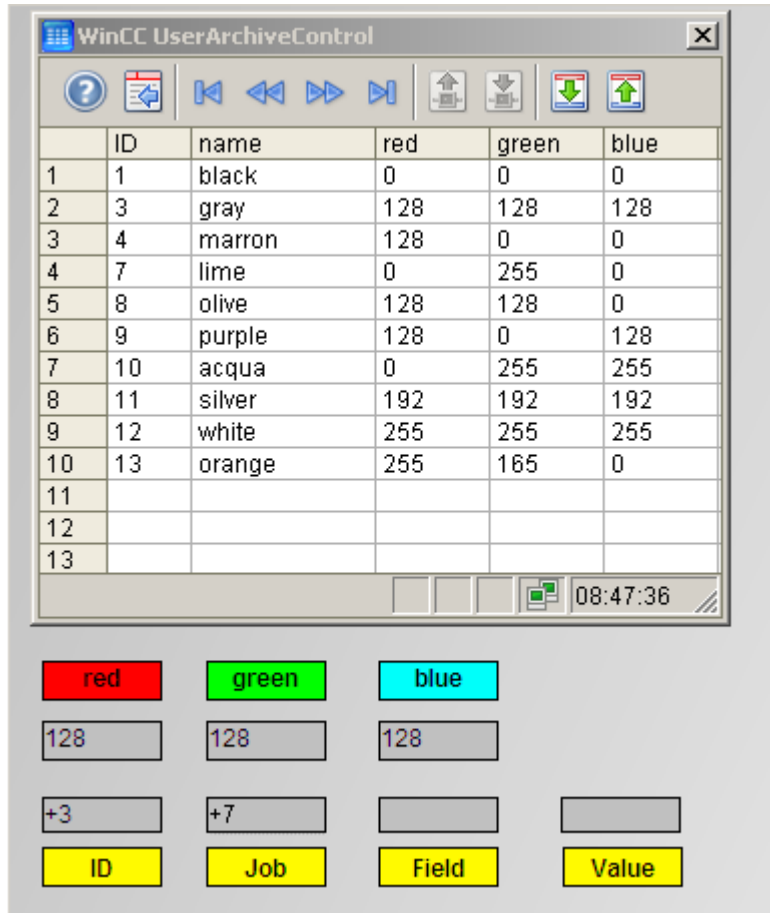 WinCC UserArchiveControl
ID name red green blue
1 1 black 0 0 0
2 3 gray 128 128 128
3 4 marron 128 0 0
4 7 lime 0 255 0
5 8 olive 128 128 0
6 9 purple 128 0 128
7 10 acqua 0 255 255
8 11 silver 192 192 192
9 12 white 255 255 255
10 13 orange 255 165 0
11
12
13
08:47:36
red green blue
128 128 128
+3 +7
ID Job Field Value